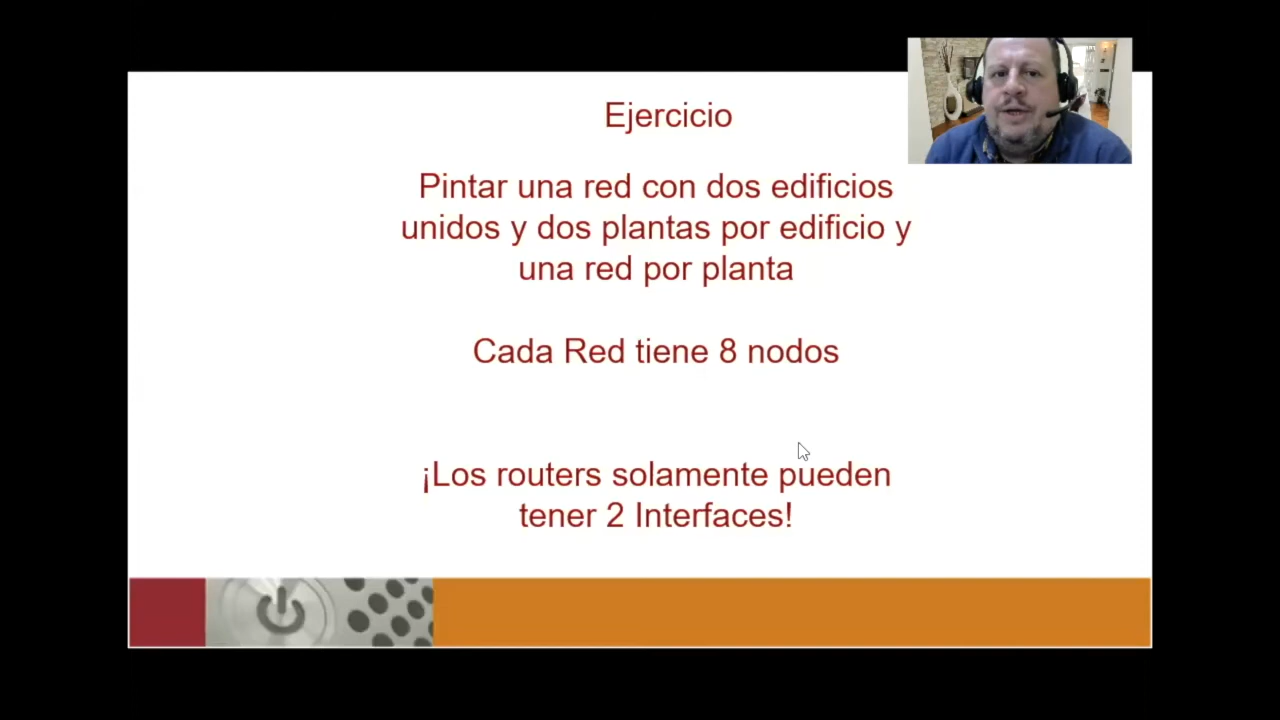 Ejercicio
Pintar una red con dos edificios
unidos y dos plantas por edificio y
una red por planta
Cada Red tiene 8 nodos
¡Los routers solamente pueden
tener 2 Interfaces!